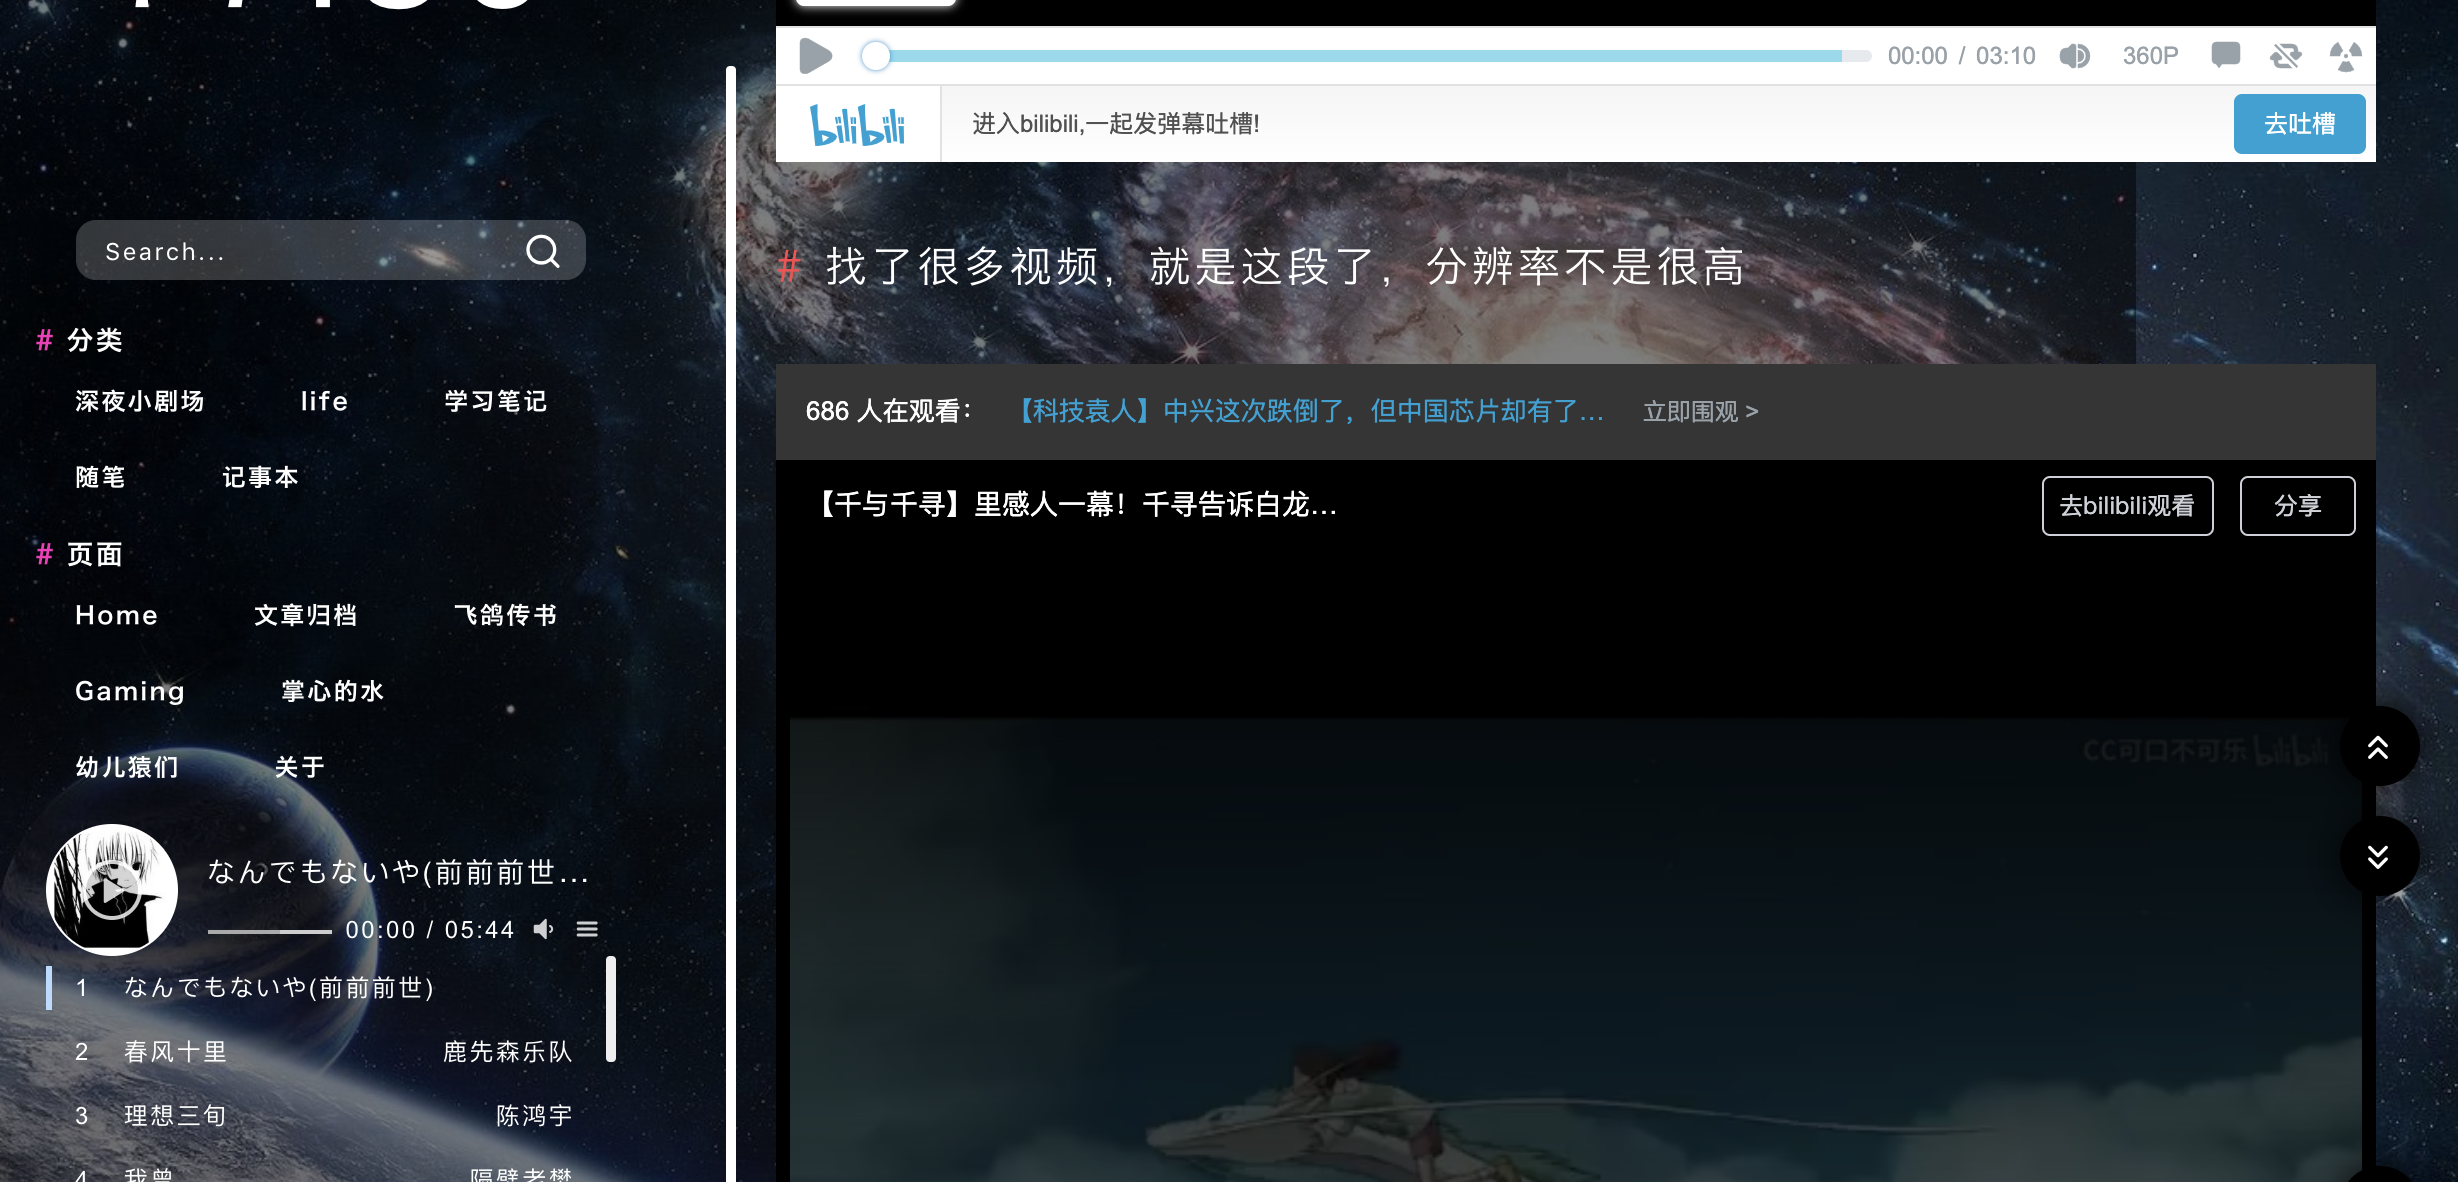 Search...
# 分类
深夜小剧场 life 学习笔记
随笔 记事本
# 页面
Home 文章归档 飞鸽传书
Gaming 掌心的水
幼儿猿们 关于
なんでもないや(前前前世...
00:00 / 05:44
1 なんでもないや(前前前世)
2 春风十里 鹿先森乐队
3 理想三旬 陈鸿宇
4 我曾 隔壁老樊
00:00 / 03:10 360P
bilibili 进入bilibili,一起发弹幕吐槽! 去吐槽
# 找了很多视频，就是这段了，分辨率不是很高
686 人在观看： 【科技袁人】中兴这次跌倒了，但中国芯片却有了... 立即围观 >
【千与千寻】里感人一幕！千寻告诉白龙... 去bilibili观看 分享
CC可口不可乐 bilibili